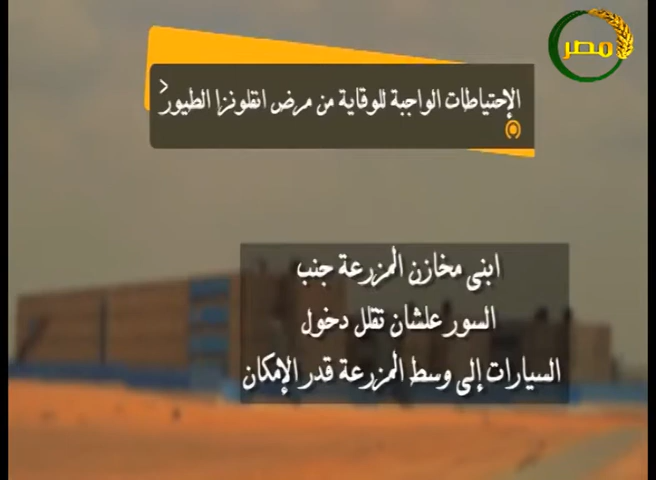 مصر
الإحتياطات الواجبة للوقاية من مرض انفلونزا الطيور
ابنى مخازن المزرعة جنب
السور علشان تقلل دخول
السيارات إلى وسط المزرعة قدر الإمكان